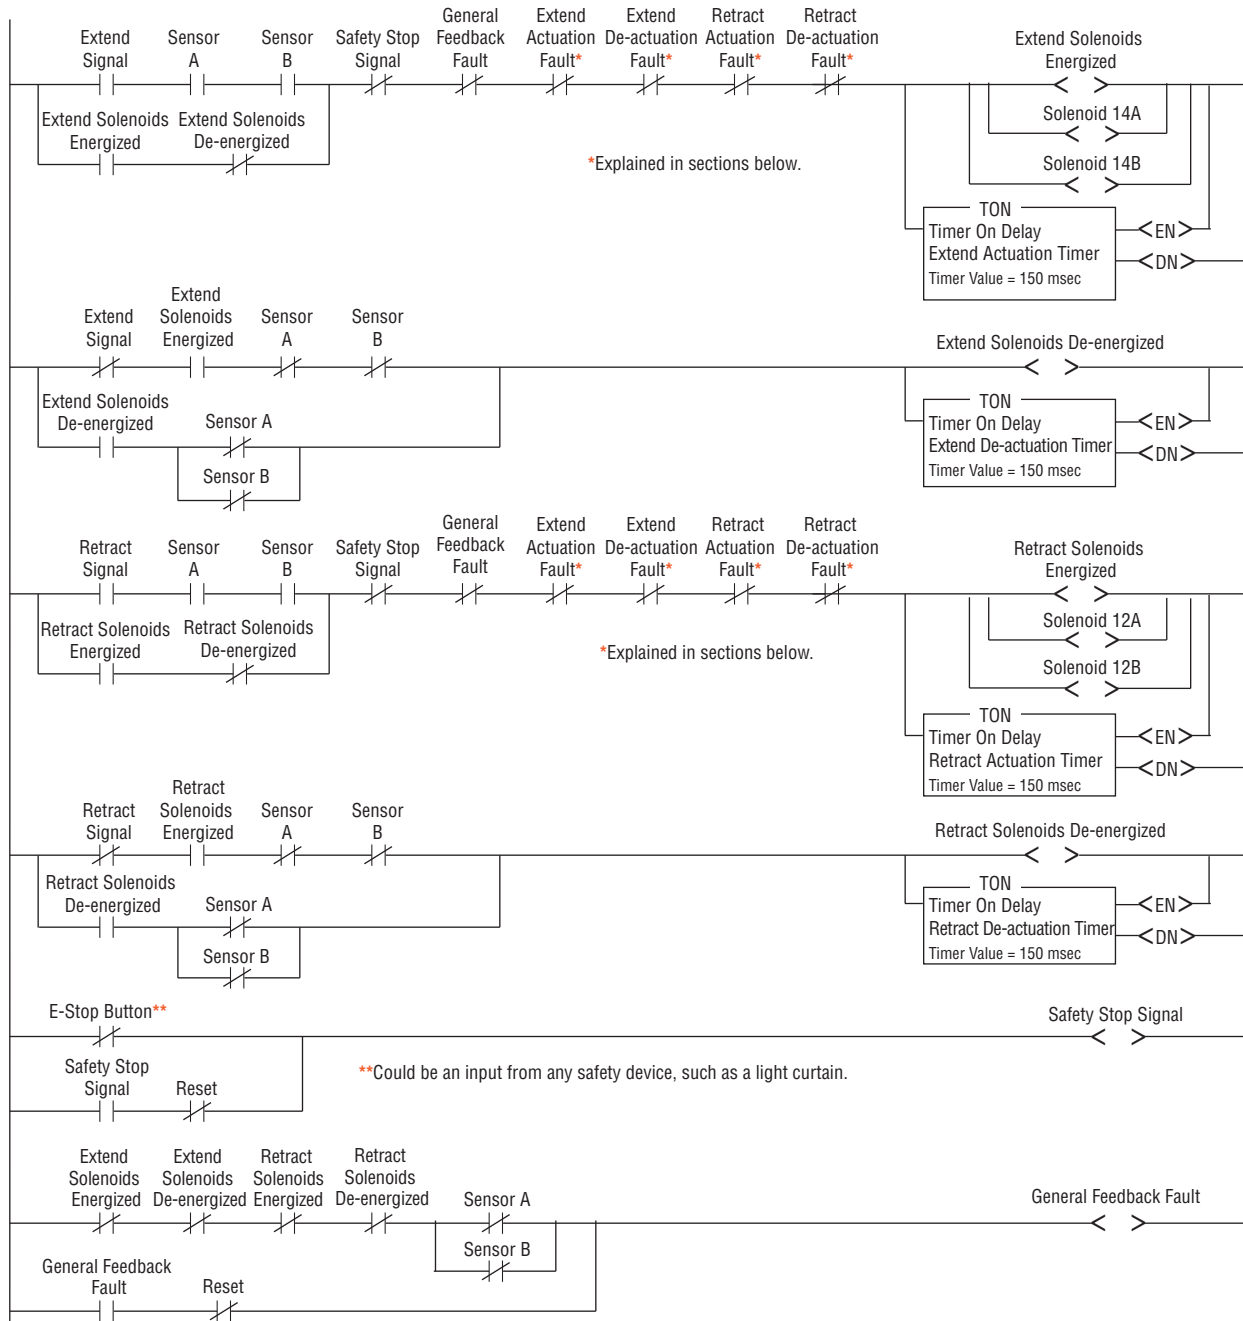 General Extend Extend Retract Retract
Extend Sensor Sensor Safety Stop Feedback Actuation De-actuation Actuation De-actuation Extend Solenoids
Signal A B Signal Fault Fault* Fault* Fault* Fault* Energized
Extend Solenoids Extend Solenoids Solenoid 14A
Energized De-energized
*Explained in sections below. Solenoid 14B
TON
Timer On Delay EN
Extend Actuation Timer DN
Timer Value = 150 msec
Extend
Extend Solenoids Sensor Sensor
Signal Energized A B Extend Solenoids De-energized
Extend Solenoids TON
De-energized Sensor A Timer On Delay EN
Extend De-actuation Timer DN
Sensor B Timer Value = 150 msec
General Extend Extend Retract Retract
Retract Sensor Sensor Safety Stop Feedback Actuation De-actuation Actuation De-actuation Retract Solenoids
Signal A B Signal Fault Fault* Fault* Fault* Fault* Energized
Retract Solenoids Retract Solenoids Solenoid 12A
Energized De-energized
*Explained in sections below. Solenoid 12B
TON
Timer On Delay EN
Retract Actuation Timer DN
Timer Value = 150 msec
Retract
Retract Solenoids Sensor Sensor
Signal Energized A B Retract Solenoids De-energized
Retract Solenoids TON
De-energized Sensor A Timer On Delay EN
Retract De-actuation Timer DN
Sensor B Timer Value = 150 msec
E-Stop Button** Safety Stop Signal
Safety Stop
Signal Reset **Could be an input from any safety device, such as a light curtain.
Extend Extend Retract Retract
Solenoids Solenoids Solenoids Solenoids
Energized De-energized Energized De-energized Sensor A General Feedback Fault
Sensor B
General Feedback
Fault Reset